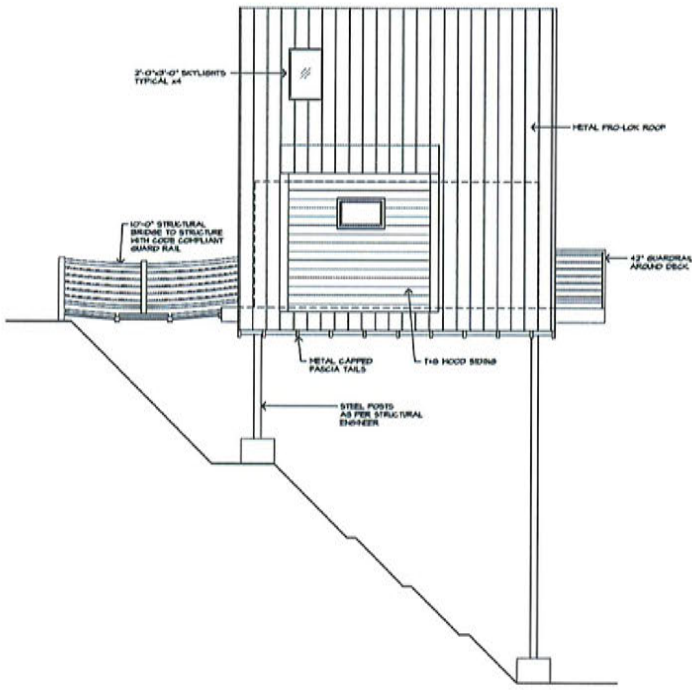 2'-0"x3'-0" SKYLIGHTS
TYPICAL x4
METAL PRO-LOK ROOF
10'-0" STRUCTURAL
BRIDGE TO STRUCTURE
WITH CODE COMPLIANT
GUARD RAIL
42" GUARDRAIL
AROUND DECK
METAL CAPPED
FASCIA TAILS
T&G WOOD SIDING
STEEL POSTS
AS PER STRUCTURAL
ENGINEER